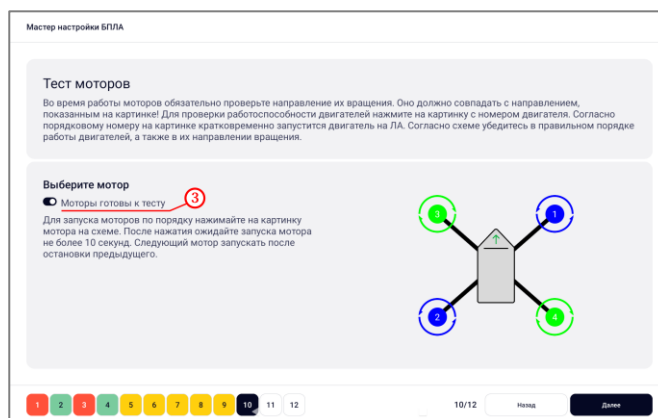 Мастер настройки БПЛА
Тест моторов
Во время работы моторов обязательно проверьте направление их вращения. Оно должно совпадать с направлением,
показанным на картинке! Для проверки работоспособности двигателей нажмите на картинку с номером двигателя. Согласно
порядковому номеру на картинке кратковременно запустится двигатель на ЛА. Согласно схеме убедитесь в правильном порядке
работы двигателей, а также в их направлении вращения.
Выберите мотор
Моторы готовы к тесту
3
Для запуска моторов по порядку нажимайте на картинку
мотора на схеме. После нажатия ожидайте запуска мотора
не более 10 секунд. Следующий мотор запускать после
остановки предыдущего.
3 1
2 4
1 2 3 4 5 6 7 8 9 10 11 12 10/12 Назад Далее